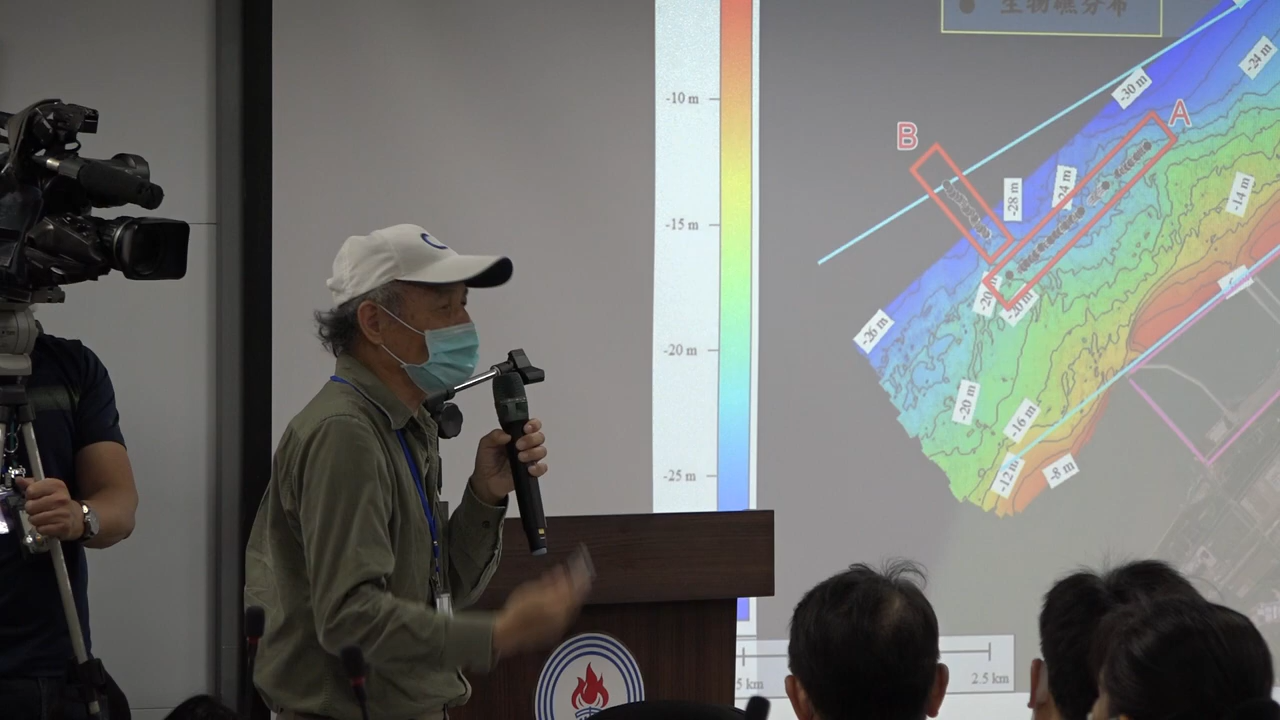 生物礁分布
-10 m
-15 m
-20 m
-25 m
B
A
-30 m
-24 m
-28 m
-24 m
-14 m
-20 m
-20 m
-26 m
-20 m
-16 m
-12 m
-8 m
5 km
2.5 m
C